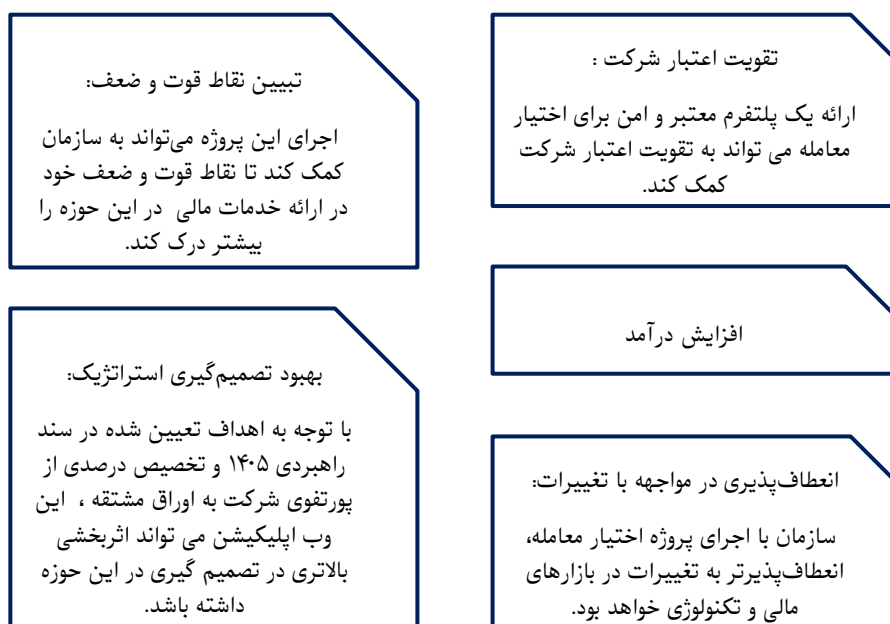 تقویت اعتبار شرکت :
ارائه یک پلتفرم معتبر و امن برای اختیار
معامله می تواند به تقویت اعتبار شرکت
کمک کند.
افزایش درآمد
انعطاف‌پذیری در مواجهه با تغییرات:
سازمان با اجرای پروژه اختیار معامله،
انعطاف‌پذیرتر به تغییرات در بازارهای
مالی و تکنولوژی خواهد بود.
تبیین نقاط قوت و ضعف:
اجرای این پروژه می‌تواند به سازمان
کمک کند تا نقاط قوت و ضعف خود
در ارائه خدمات مالی در این حوزه را
بیشتر درک کند.
بهبود تصمیم‌گیری استراتژیک:
با توجه به اهداف تعیین شده در سند
راهبردی ۱۴۰۵ و تخصیص درصدی از
پورتفوی شرکت به اوراق مشتقه ، این
وب اپلیکیشن می تواند اثربخشی
بالاتری در تصمیم گیری در این حوزه
داشته باشد.